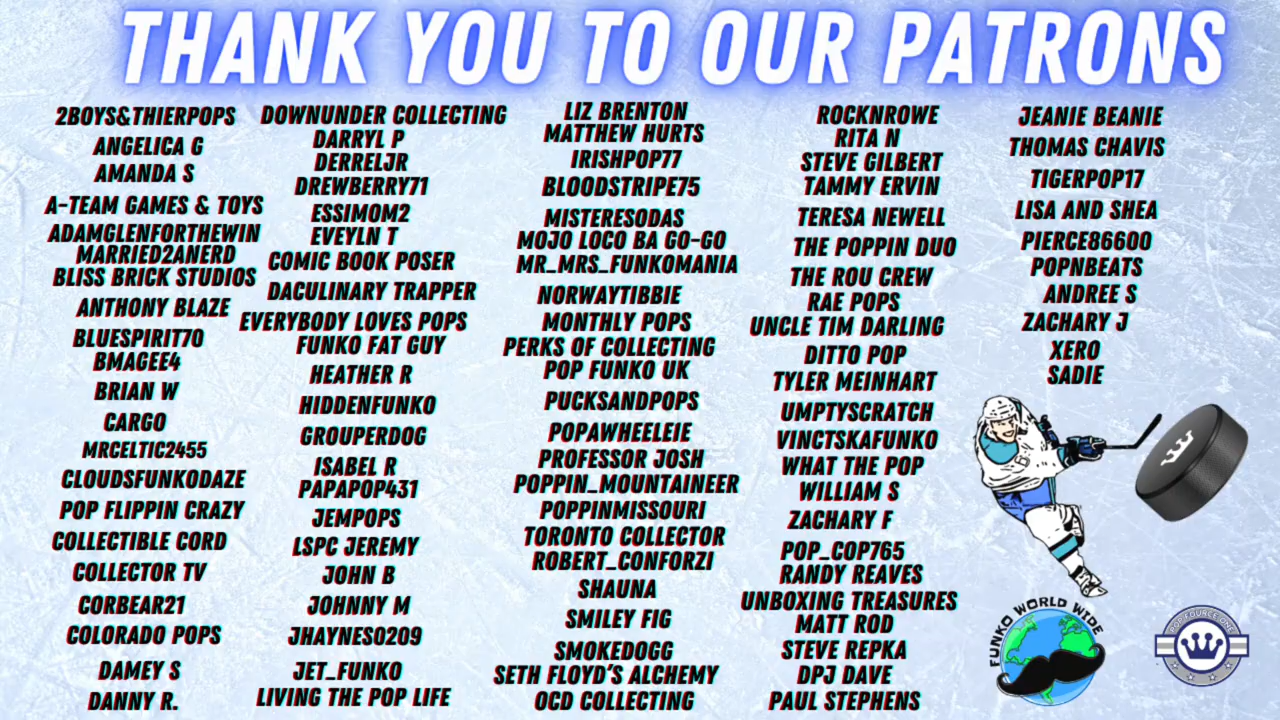 THANK YOU TO OUR PATRONS
2BOYS&THIERPOPS
ANGELICA G
AMANDA S
A-TEAM GAMES & TOYS
ADAMGLENFORTHEWIN
MARRIED2ANERD
BLISS BRICK STUDIOS
ANTHONY BLAZE
BLUESPIRIT70
BMAGEE4
BRIAN W
CARGO
MRCELTIC2455
CLOUDSFUNKODAZE
POP FLIPPIN CRAZY
COLLECTIBLE CORD
COLLECTOR TV
CORBEAR21
COLORADO POPS
DAMEY S
DANNY R.
DOWNUNDER COLLECTING
DARRYL P
DERRELJR
DREWBERRY71
ESSIMOM2
EVEYLN T
COMIC BOOK POSER
DACULINARY TRAPPER
EVERYBODY LOVES POPS
FUNKO FAT GUY
HEATHER R
HIDDENFUNKO
GROUPERDOG
ISABEL R
PAPAPOP431
JEMPOPS
LSPC JEREMY
JOHN B
JOHNNY M
JHAYNES0209
JET_FUNKO
LIVING THE POP LIFE
LIZ BRENTON
MATTHEW HURTS
IRISHPOP77
BLOODSTRIPE75
MISTERESODAS
MOJO LOCO BA GO-GO
MR_MRS_FUNKOMANIA
NORWAYTIBBIE
MONTHLY POPS
PERKS OF COLLECTING
POP FUNKO UK
PUCKSANDPOPS
POPAWHEELEIE
PROFESSOR JOSH
POPPIN_MOUNTAINEER
POPPINMISSOURI
TORONTO COLLECTOR
ROBERT_CONFORZI
SHAUNA
SMILEY FIG
SMOKEDOGG
SETH FLOYD'S ALCHEMY
OCD COLLECTING
ROCKNROWE
RITA N
STEVE GILBERT
TAMMY ERVIN
TERESA NEWELL
THE POPPIN DUO
THE ROU CREW
RAE POPS
UNCLE TIM DARLING
DITTO POP
TYLER MEINHART
UMPTYSCRATCH
VINCTSKAFUNKO
WHAT THE POP
WILLIAM S
ZACHARY F
POP_COP765
RANDY REAVES
UNBOXING TREASURES
MATT ROD
STEVE REPKA
DPJ DAVE
PAUL STEPHENS
JEANIE BEANIE
THOMAS CHAVIS
TIGERPOP17
LISA AND SHEA
PIERCE86600
POPNBEATS
ANDREE S
ZACHARY J
XERO
SADIE
FUNKO WORLD WIDE
POP FOURCE ONE